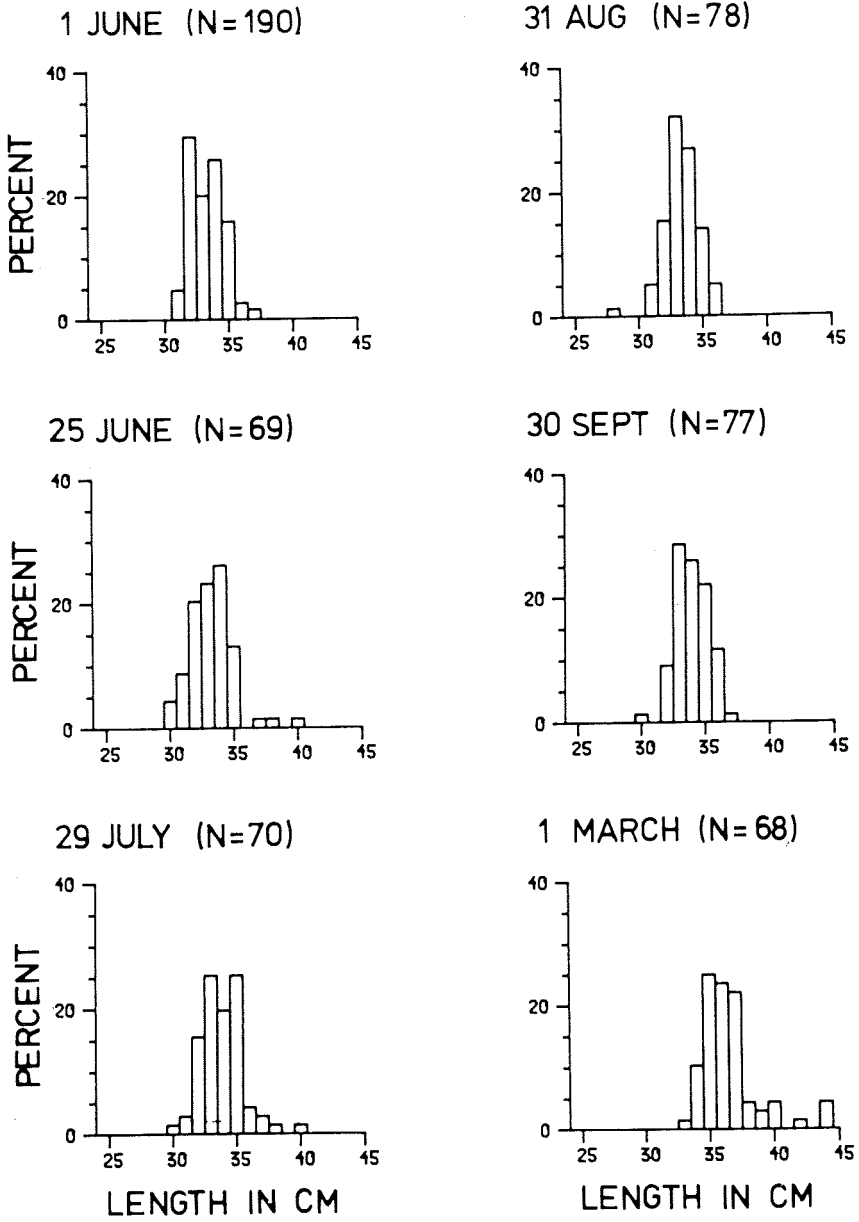 1 JUNE (N=190)
PERCENT
40
20
0
25 30 35 40 45
31 AUG (N=78)
40
20
0
25 30 35 40 45
25 JUNE (N=69)
PERCENT
40
20
0
25 30 35 40 45
30 SEPT (N=77)
40
20
0
25 30 35 40 45
29 JULY (N=70)
PERCENT
40
20
0
25 30 35 40 45
LENGTH IN CM
1 MARCH (N=68)
40
20
0
25 30 35 40 45
LENGTH IN CM